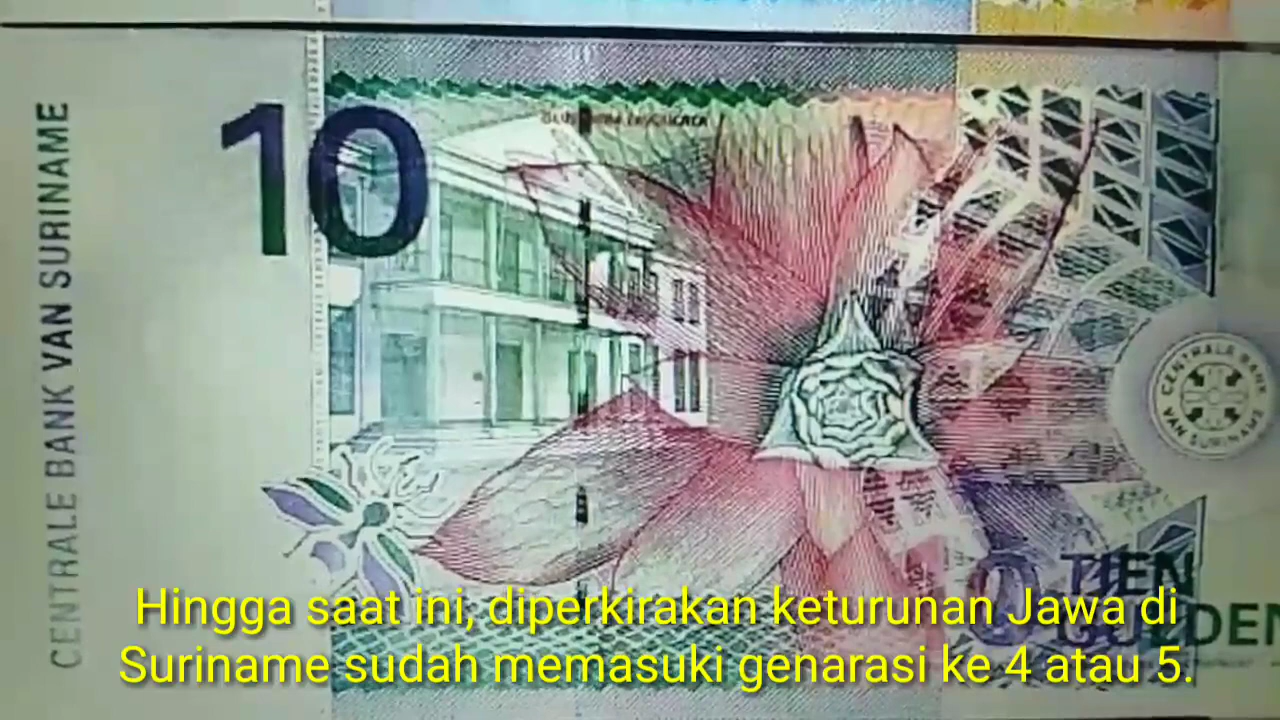 CENTRALE BANK VAN SURINAME
10
CENTRALE BANK
VAN SURINAME
TIEN
GULDEN
Hingga saat ini, diperkirakan keturunan Jawa di
Suriname sudah memasuki genarasi ke 4 atau 5.